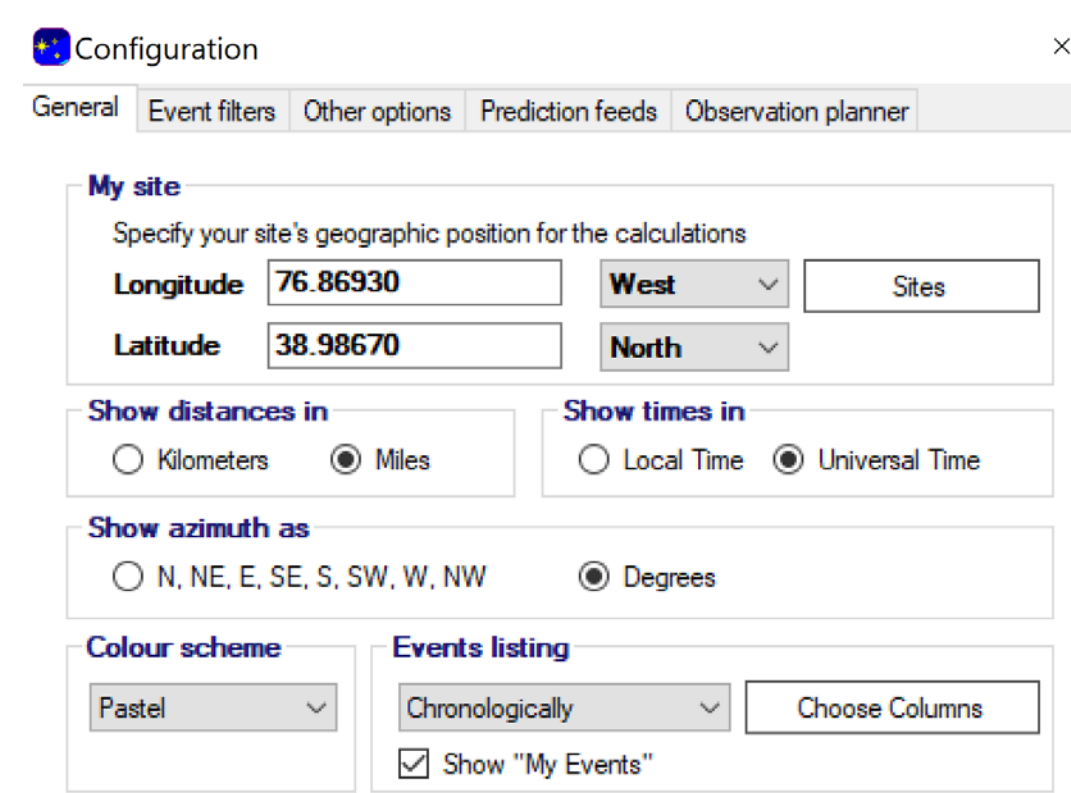 Configuration
General Event filters Other options Prediction feeds Observation planner
My site
Specify your site's geographic position for the calculations
Longitude 76.86930 West Sites
Latitude 38.98670 North
Show distances in Show times in
Kilometers Miles Local Time Universal Time
Show azimuth as
N, NE, E, SE, S, SW, W, NW Degrees
Colour scheme Events listing
Pastel Chronologically Choose Columns
Show "My Events"